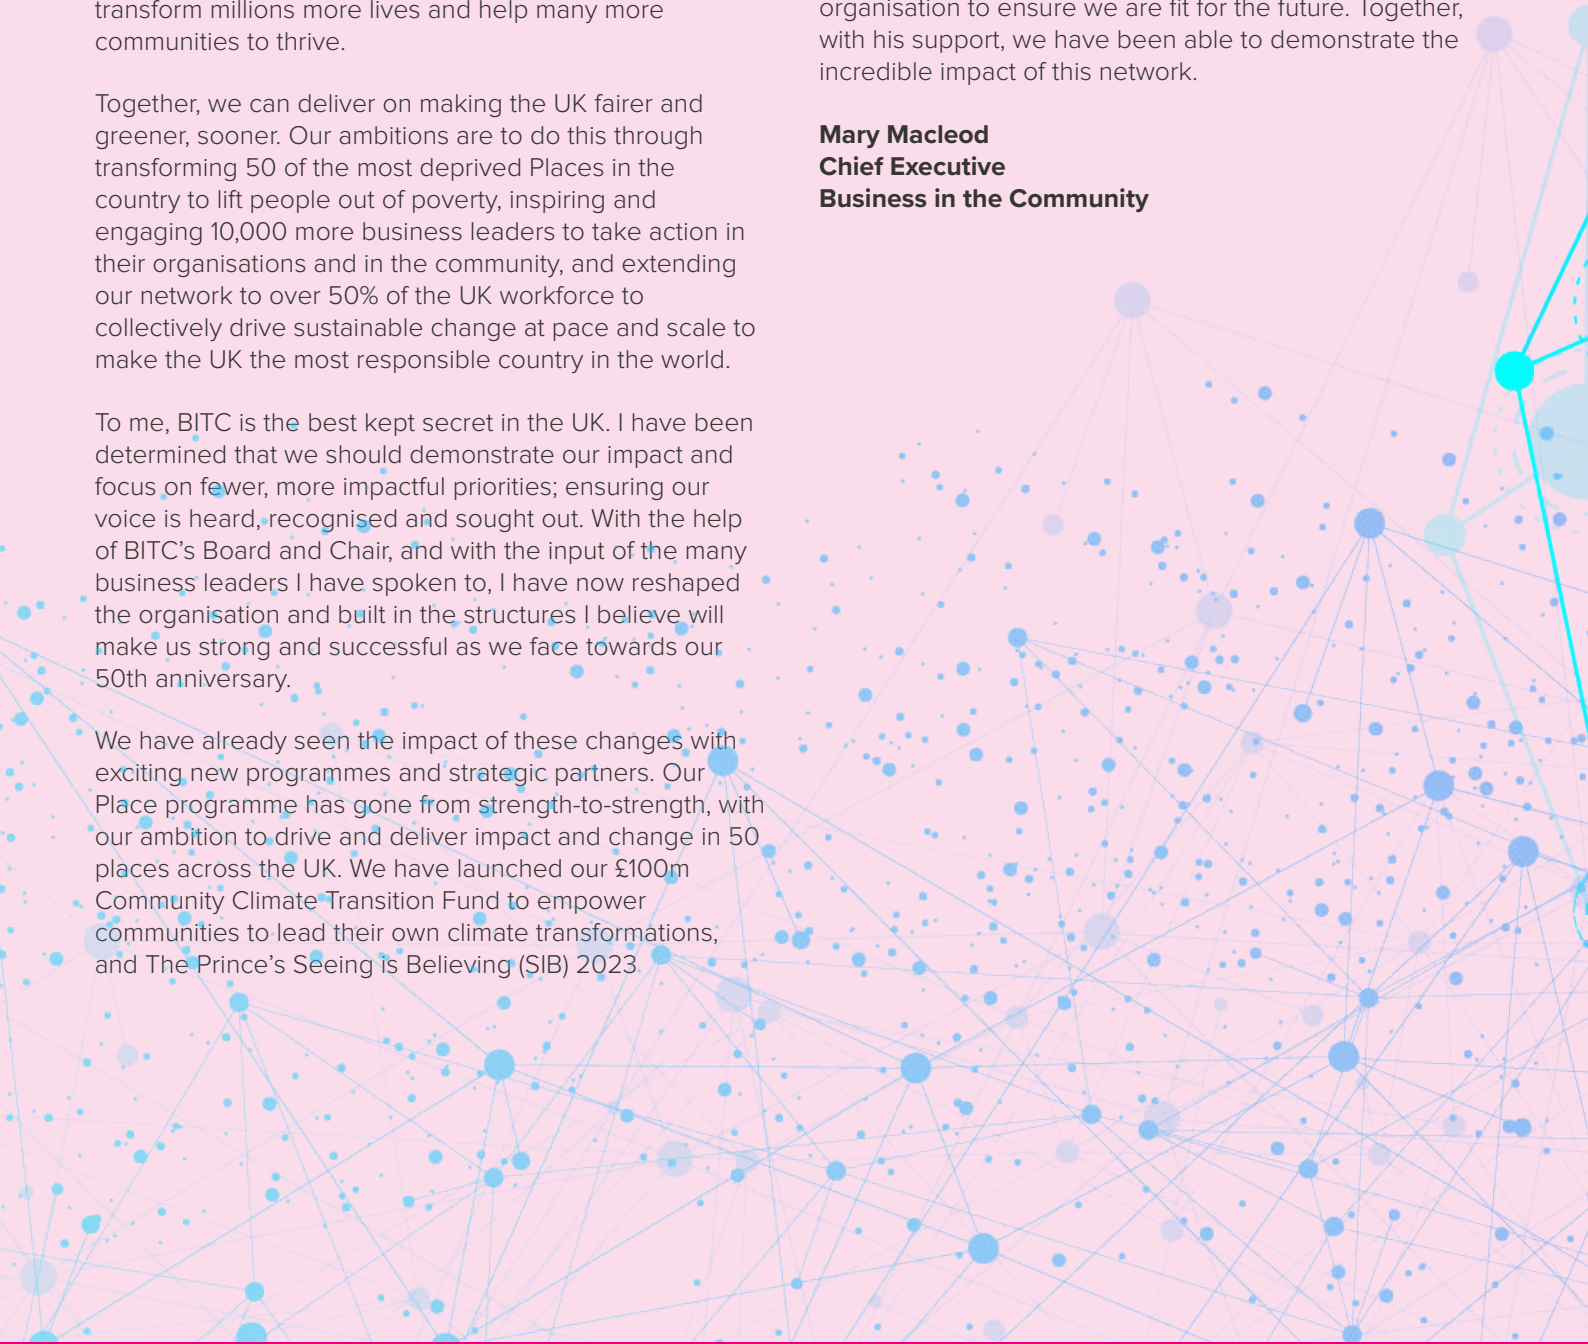 transform millions more lives and help many more
communities to thrive.
Together, we can deliver on making the UK fairer and
greener, sooner. Our ambitions are to do this through
transforming 50 of the most deprived Places in the
country to lift people out of poverty, inspiring and
engaging 10,000 more business leaders to take action in
their organisations and in the community, and extending
our network to over 50% of the UK workforce to
collectively drive sustainable change at pace and scale to
make the UK the most responsible country in the world.
To me, BITC is the best kept secret in the UK. I have been
determined that we should demonstrate our impact and
focus on fewer, more impactful priorities; ensuring our
voice is heard, recognised and sought out. With the help
of BITC’s Board and Chair, and with the input of the many
business leaders I have spoken to, I have now reshaped
the organisation and built in the structures I believe will
make us strong and successful as we face towards our
50th anniversary.
We have already seen the impact of these changes with
exciting new programmes and strategic partners. Our
Place programme has gone from strength-to-strength, with
our ambition to drive and deliver impact and change in 50
places across the UK. We have launched our £100m
Community Climate Transition Fund to empower
communities to lead their own climate transformations,
and The Prince’s Seeing is Believing (SIB) 2023
organisation to ensure we are fit for the future. Together,
with his support, we have been able to demonstrate the
incredible impact of this network.
Mary Macleod
Chief Executive
Business in the Community